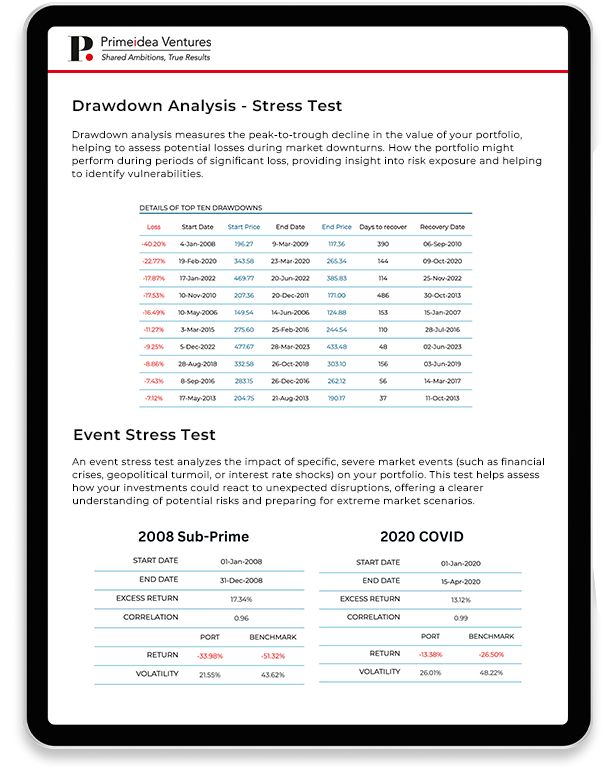 P.
Primeidea Ventures
Shared Ambitions, True Results
Drawdown Analysis - Stress Test
Drawdown analysis measures the peak-to-trough decline in the value of your portfolio,
helping to assess potential losses during market downturns. How the portfolio might
perform during periods of significant loss, providing insight into risk exposure and helping
to identify vulnerabilities.
DETAILS OF TOP TEN DRAWDOWNS
Loss Start Date Start Price End Date End Price Days to recover Recovery Date
-40.20% 4-Jan-2008 196.27 9-Mar-2009 117.36 390 06-Sep-2010
-22.77% 19-Feb-2020 343.58 23-Mar-2020 265.34 144 09-Oct-2020
-17.87% 17-Jan-2022 469.77 20-Jun-2022 385.83 114 25-Nov-2022
-17.53% 10-Nov-2010 207.36 20-Dec-2011 171.00 486 30-Oct-2013
-16.49% 10-May-2006 149.54 14-Jun-2006 124.88 153 15-Jan-2007
-11.27% 3-Mar-2015 275.60 25-Feb-2016 244.54 110 28-Jul-2016
-9.25% 5-Dec-2022 477.67 28-Mar-2023 433.48 48 02-Jun-2023
-8.86% 28-Aug-2018 332.58 26-Oct-2018 303.10 156 03-Jun-2019
-7.43% 8-Sep-2016 283.15 26-Dec-2016 262.12 56 14-Mar-2017
-7.12% 17-May-2013 204.75 21-Aug-2013 190.17 37 11-Oct-2013
Event Stress Test
An event stress test analyzes the impact of specific, severe market events (such as financial
crises, geopolitical turmoil, or interest rate shocks) on your portfolio. This test helps assess
how your investments could react to unexpected disruptions, offering a clearer
understanding of potential risks and preparing for extreme market scenarios.
2008 Sub-Prime
START DATE 01-Jan-2008
END DATE 31-Dec-2008
EXCESS RETURN 17.34%
CORRELATION 0.96
PORT BENCHMARK
RETURN -33.98% -51.32%
VOLATILITY 21.55% 43.62%
2020 COVID
START DATE 01-Jan-2020
END DATE 15-Apr-2020
EXCESS RETURN 13.12%
CORRELATION 0.99
PORT BENCHMARK
RETURN -13.38% -26.50%
VOLATILITY 26.01% 48.22%